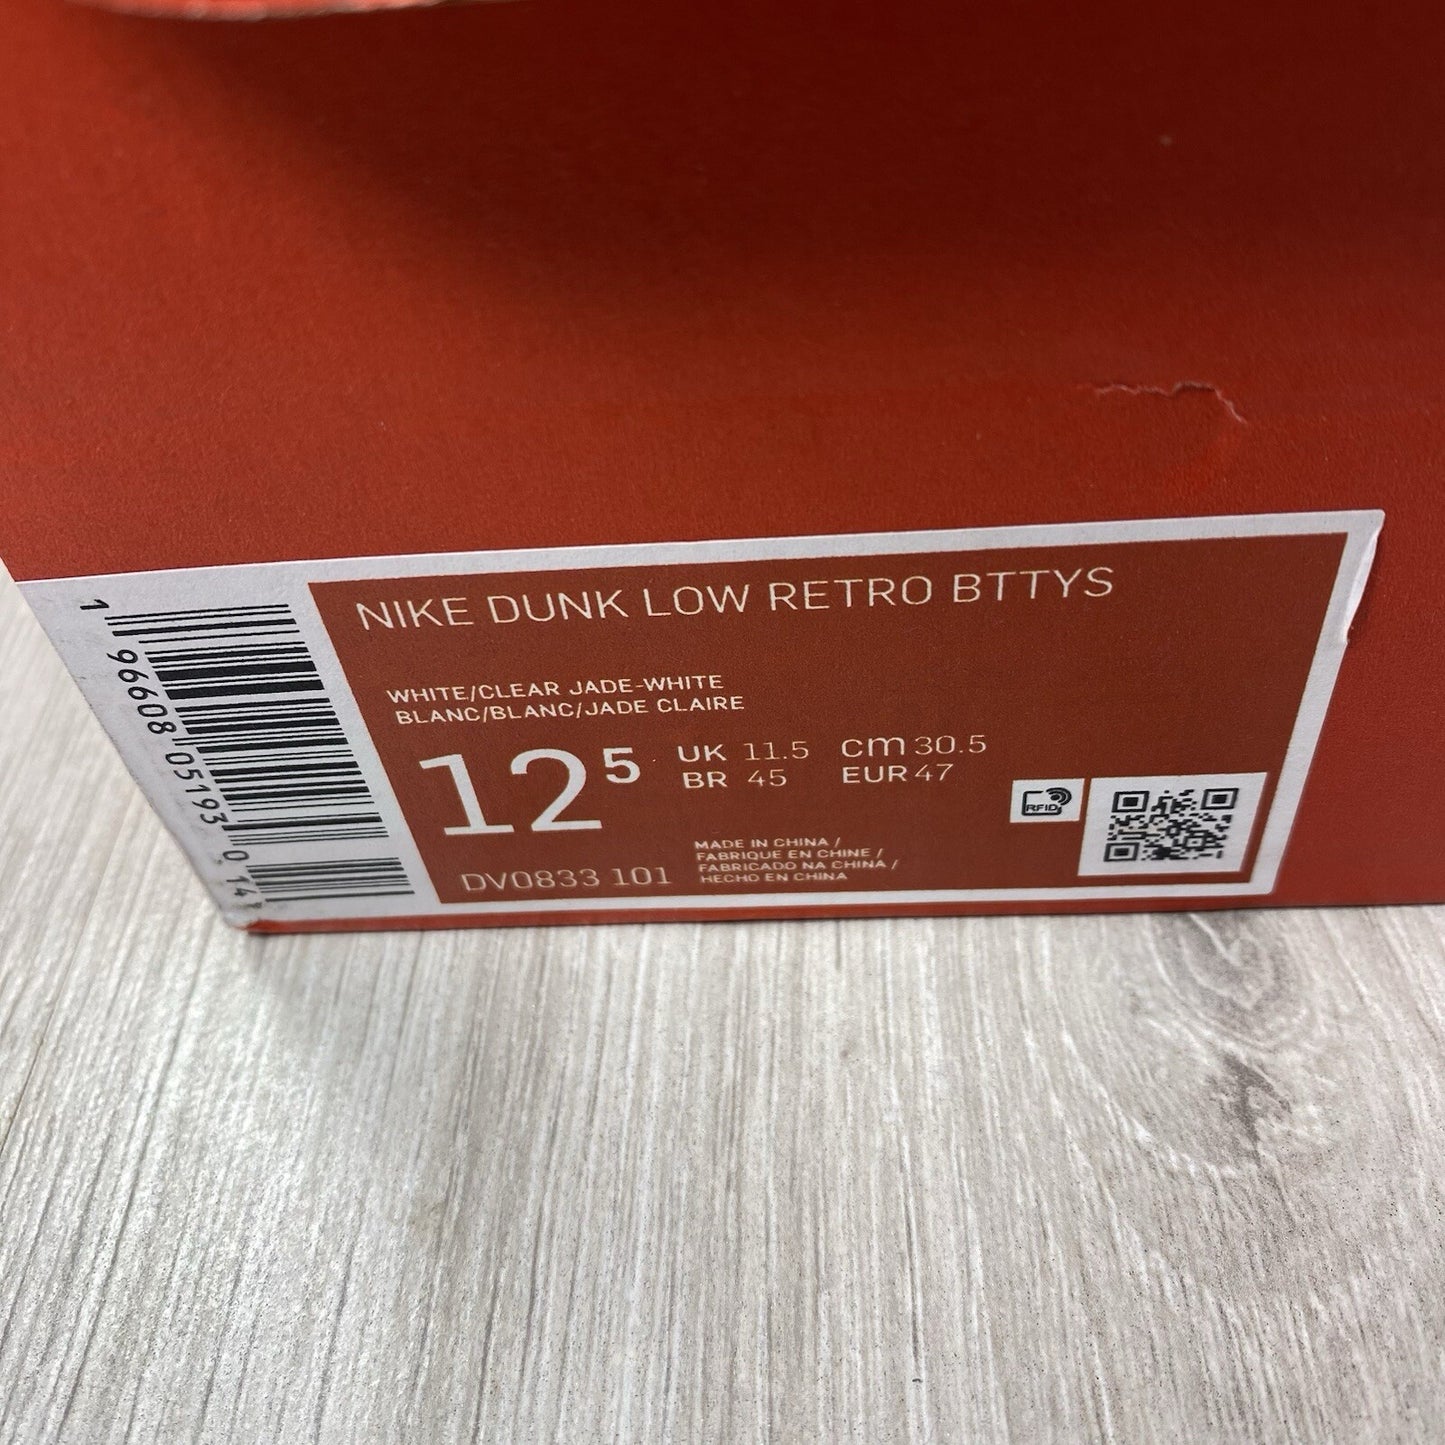 NIKE DUNK LOW RETRO BTTYS
WHITE/CLEAR JADE-WHITE
BLANC/BLANC/JADE CLAIRE
12 5
UK 11.5 cm 30.5
BR 45 EUR 47
DV0833 101
MADE IN CHINA /
FABRIQUE EN CHINE /
FABRICADO NA CHINA /
HECHO EN CHINA
RFID
1 96608 05193 0 14